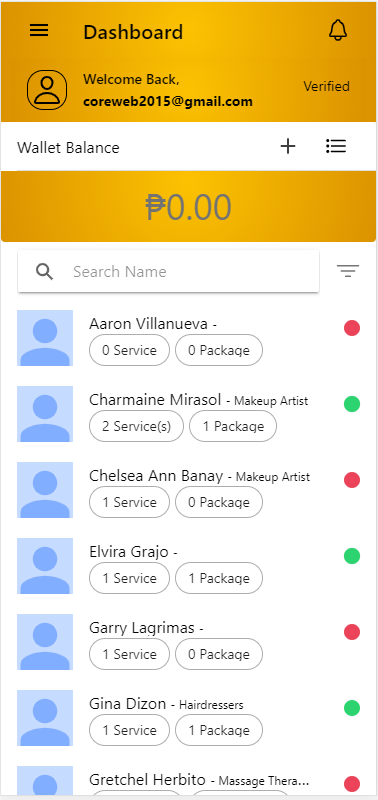 Dashboard
Welcome Back,
coreweb2015@gmail.com
Verified
Wallet Balance
₱0.00
Search Name
Aaron Villanueva -
0 Service 0 Package
Charmaine Mirasol - Makeup Artist
2 Service(s) 1 Package
Chelsea Ann Banay - Makeup Artist
1 Service 0 Package
Elvira Grajo -
1 Service 1 Package
Garry Lagrimas -
1 Service 0 Package
Gina Dizon - Hairdressers
1 Service 1 Package
Gretchel Herbito - Massage Thera...